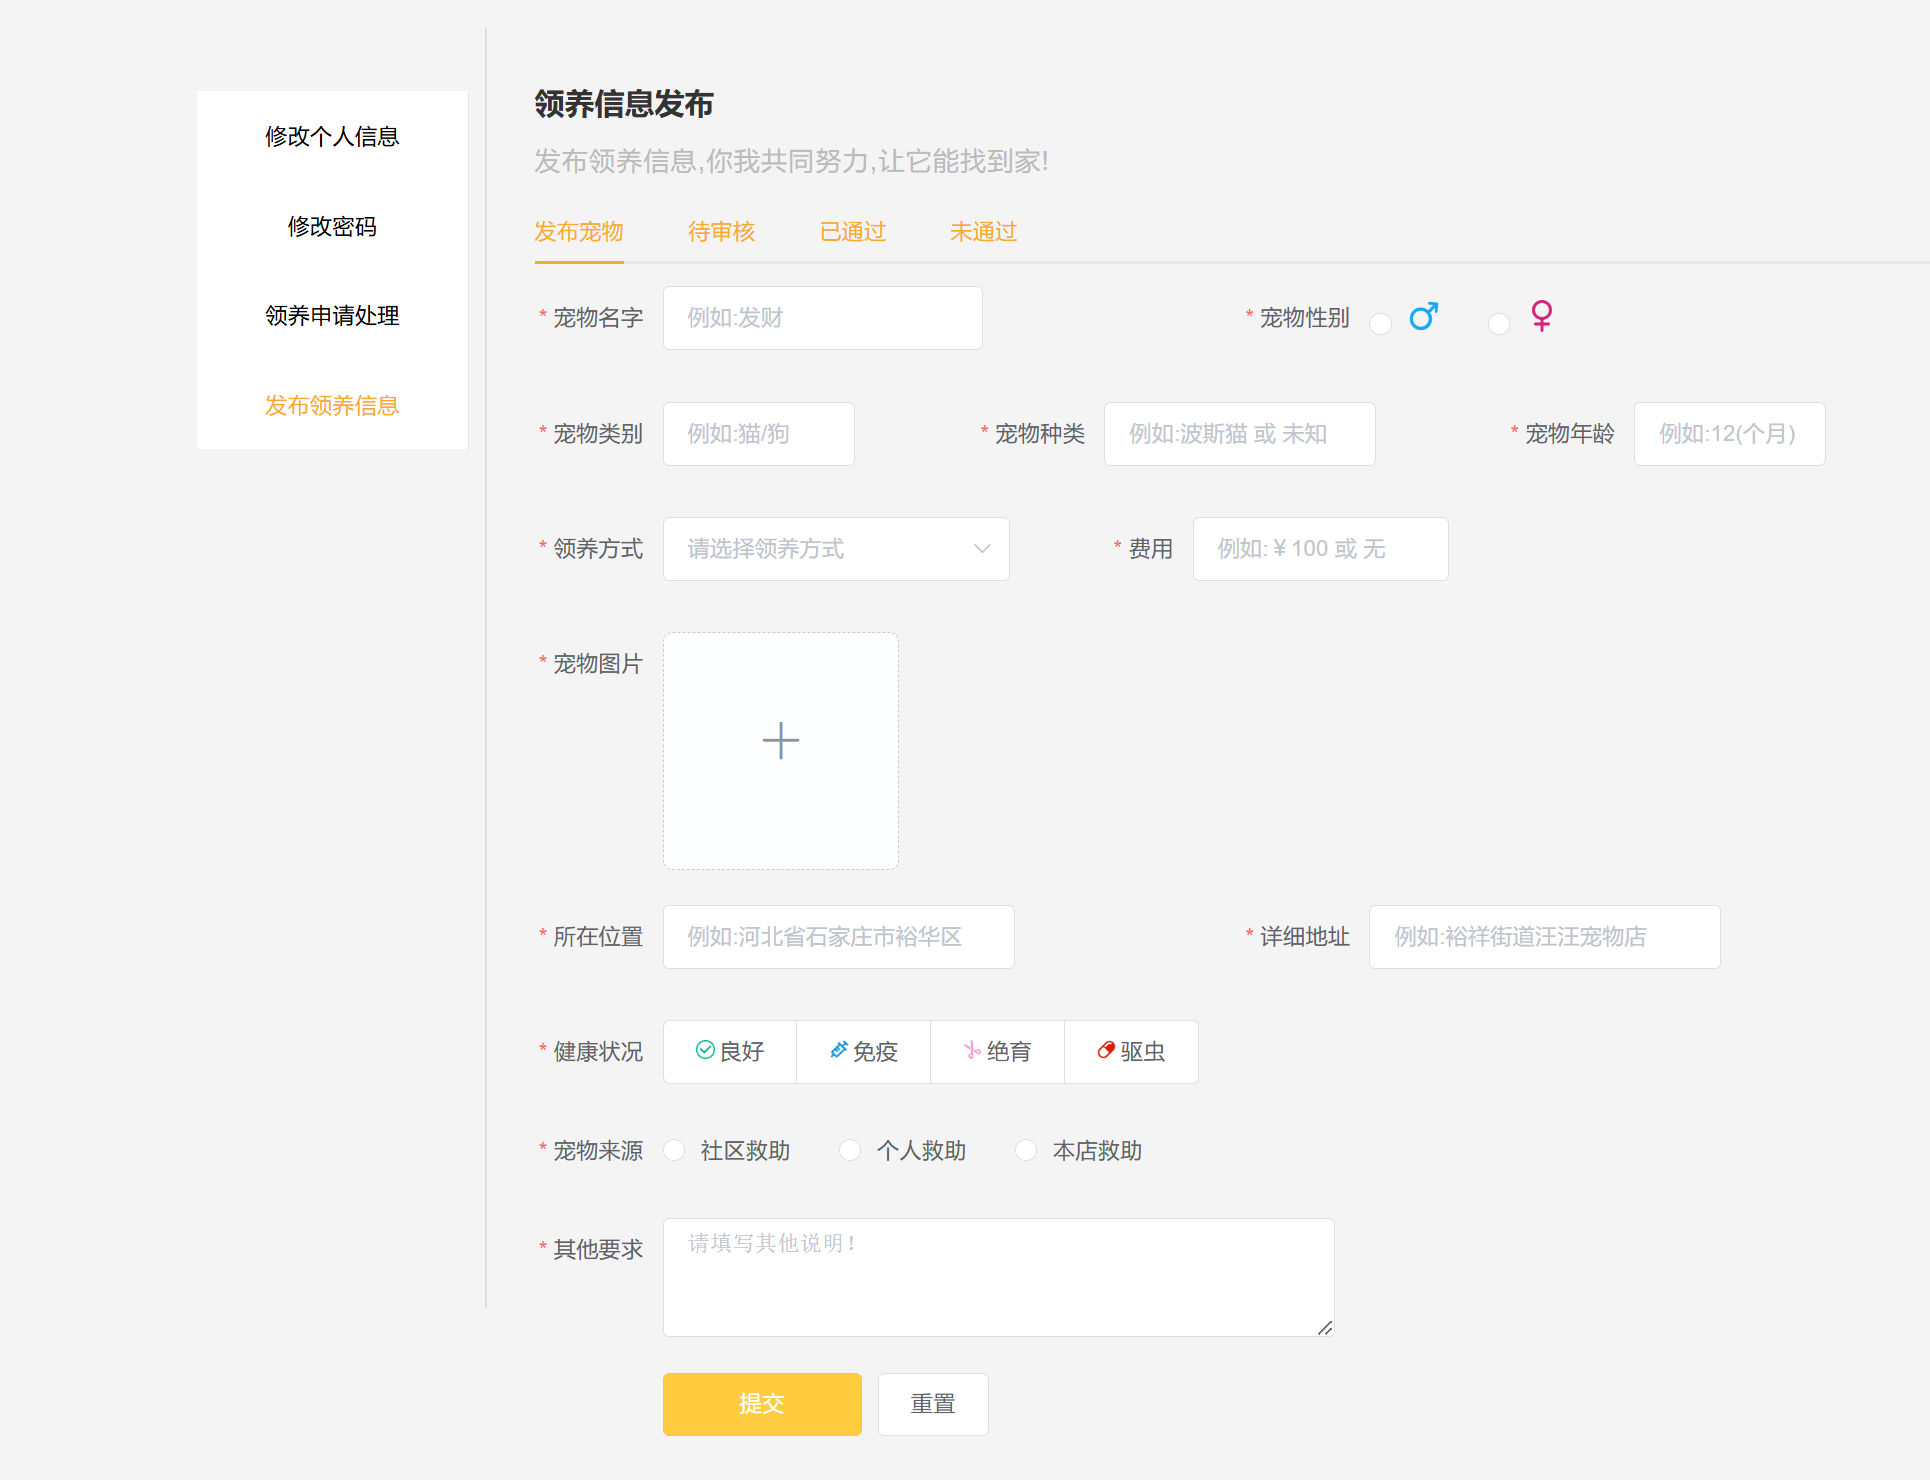 修改个人信息
修改密码
领养申请处理
发布领养信息
领养信息发布
发布领养信息,你我共同努力,让它能找到家!
发布宠物 待审核 已通过 未通过
* 宠物名字 例如:发财 * 宠物性别
* 宠物类别 例如:猫/狗 * 宠物种类 例如:波斯猫 或 未知 * 宠物年龄 例如:12(个月)
* 领养方式 请选择领养方式 * 费用 例如:￥100 或 无
* 宠物图片
* 所在位置 例如:河北省石家庄市裕华区 * 详细地址 例如:裕祥街道汪汪宠物店
* 健康状况 良好 免疫 绝育 驱虫
* 宠物来源 社区救助 个人救助 本店救助
* 其他要求 请填写其他说明！
提交 重置